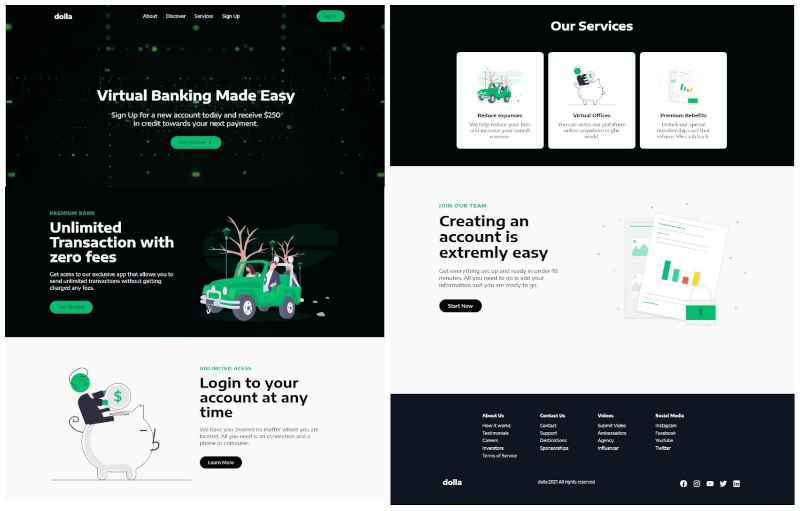 dolla
About Discover Services Sign Up
Sign In
Virtual Banking Made Easy
Sign Up for a new account today and receive $250
in credit towards your next payment.
Get Started
PREMIUM BANK
Unlimited
Transaction with
zero fees
Get acess to our exclusive app that allows you to
send unlimited transactions without getting
charged any fees.
Get Started
$
UNLIMITED ACESS
Login to your
account at any
time
We have you covered no matter where you are
located. All you need is an connection and a
phone or computer.
Learn More
Our Services
Reduce expanses
We help reduce your fees
and increase your overall
revenue.
Virtual Offices
You can acess our plataform
online anywhere in yhe
world.
Premium Bebefits
Unlock our special
membership card that
returns 5% cash back.
JOIN OUR TEAM
Creating an
account is
extremly easy
Get everything set up and ready in under 10
minutes. All you need to do is add your
information and you are ready to go.
Start Now
About Us
How it works
Testimonials
Careers
Investors
Terms of Service
Contact Us
Contact
Support
Destinations
Sponsorships
Videos
Submit Video
Ambassadors
Agency
Influencer
Social Media
Instagram
Facebook
Youtube
Twitter
dolla
dolla 2021 All rights reserved